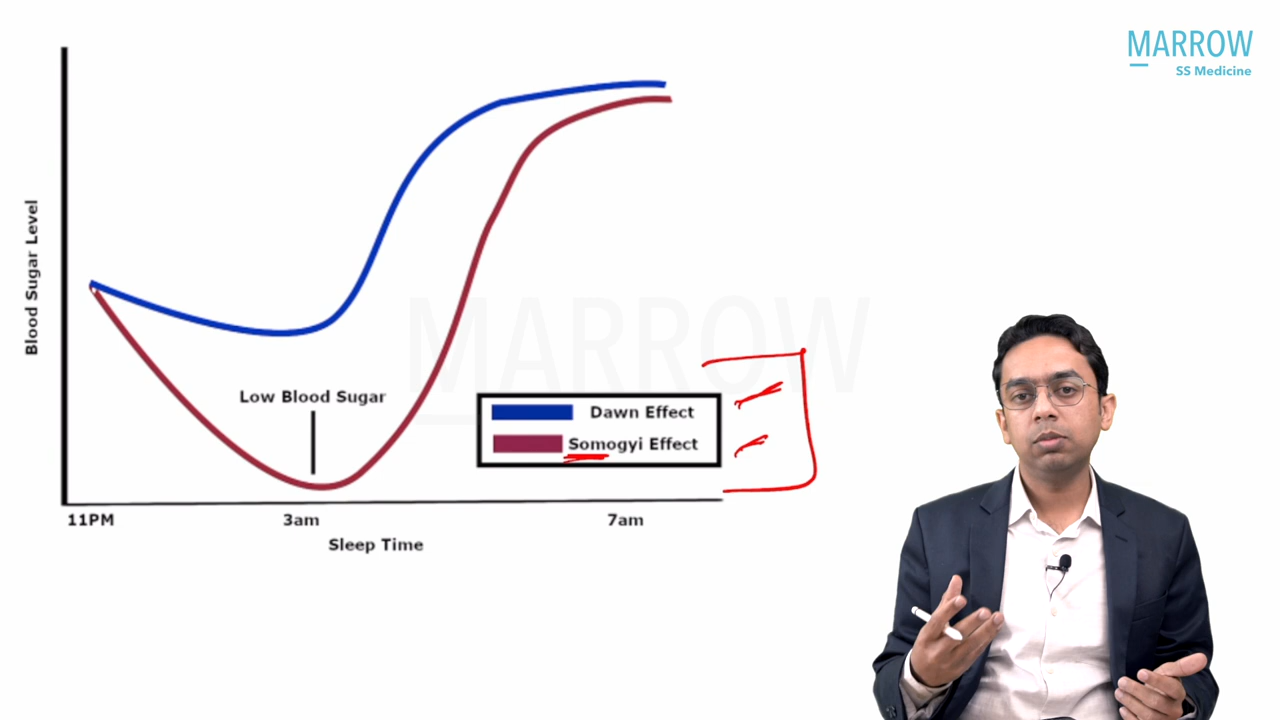 MARROW
SS Medicine
Blood Sugar Level
MARROW
Low Blood Sugar
Dawn Effect
Somogyi Effect
11PM 3am 7am
Sleep Time